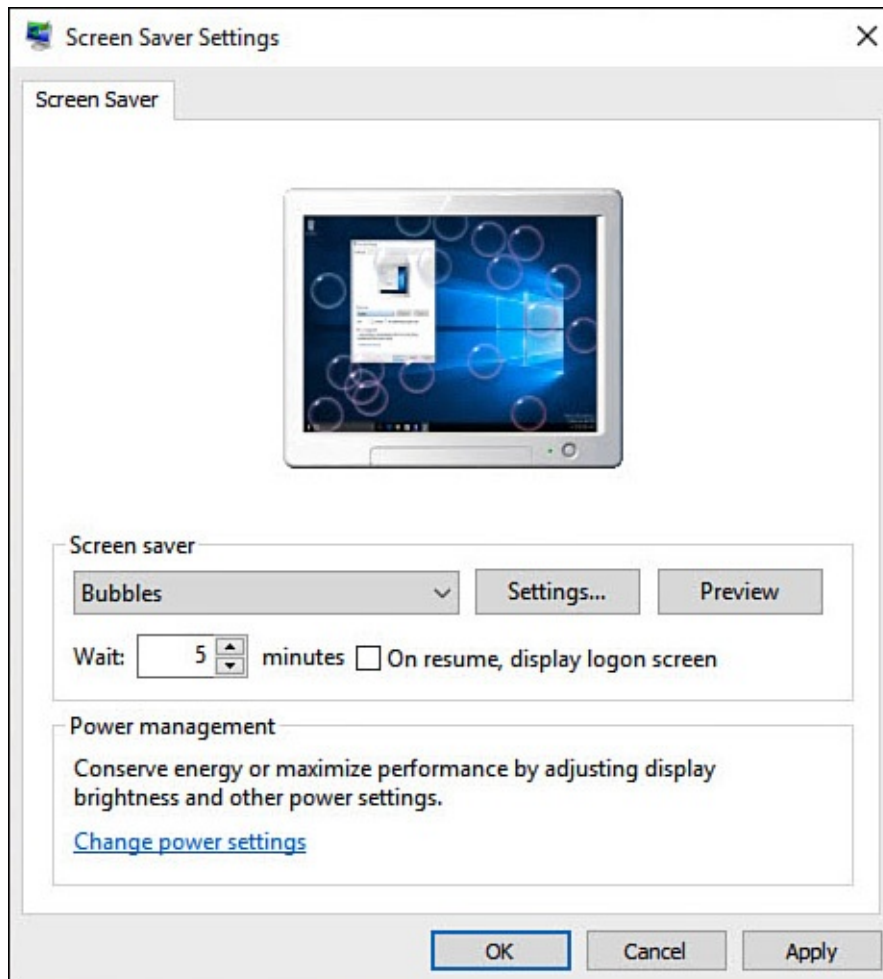 Screen Saver Settings
Screen Saver
Screen saver
Bubbles
Settings...
Preview
Wait: 5 minutes On resume, display logon screen
Power management
Conserve energy or maximize performance by adjusting display
brightness and other power settings.
Change power settings
OK Cancel Apply